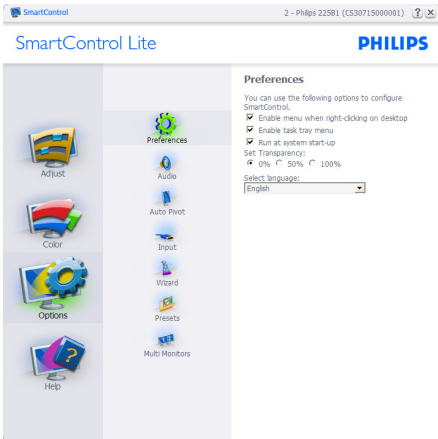 SmartControl
2 - Philips 225B1 (CS30715000001)
SmartControl Lite
PHILIPS
Adjust
Color
Options
Help
Preferences
Audio
Auto Pivot
Input
Wizard
Presets
Multi Monitors
Preferences
You can use the following options to configure
SmartControl.
Enable menu when right-clicking on desktop
Enable task tray menu
Run at system start-up
Set Transparency:
0% 50% 100%
Select language:
English